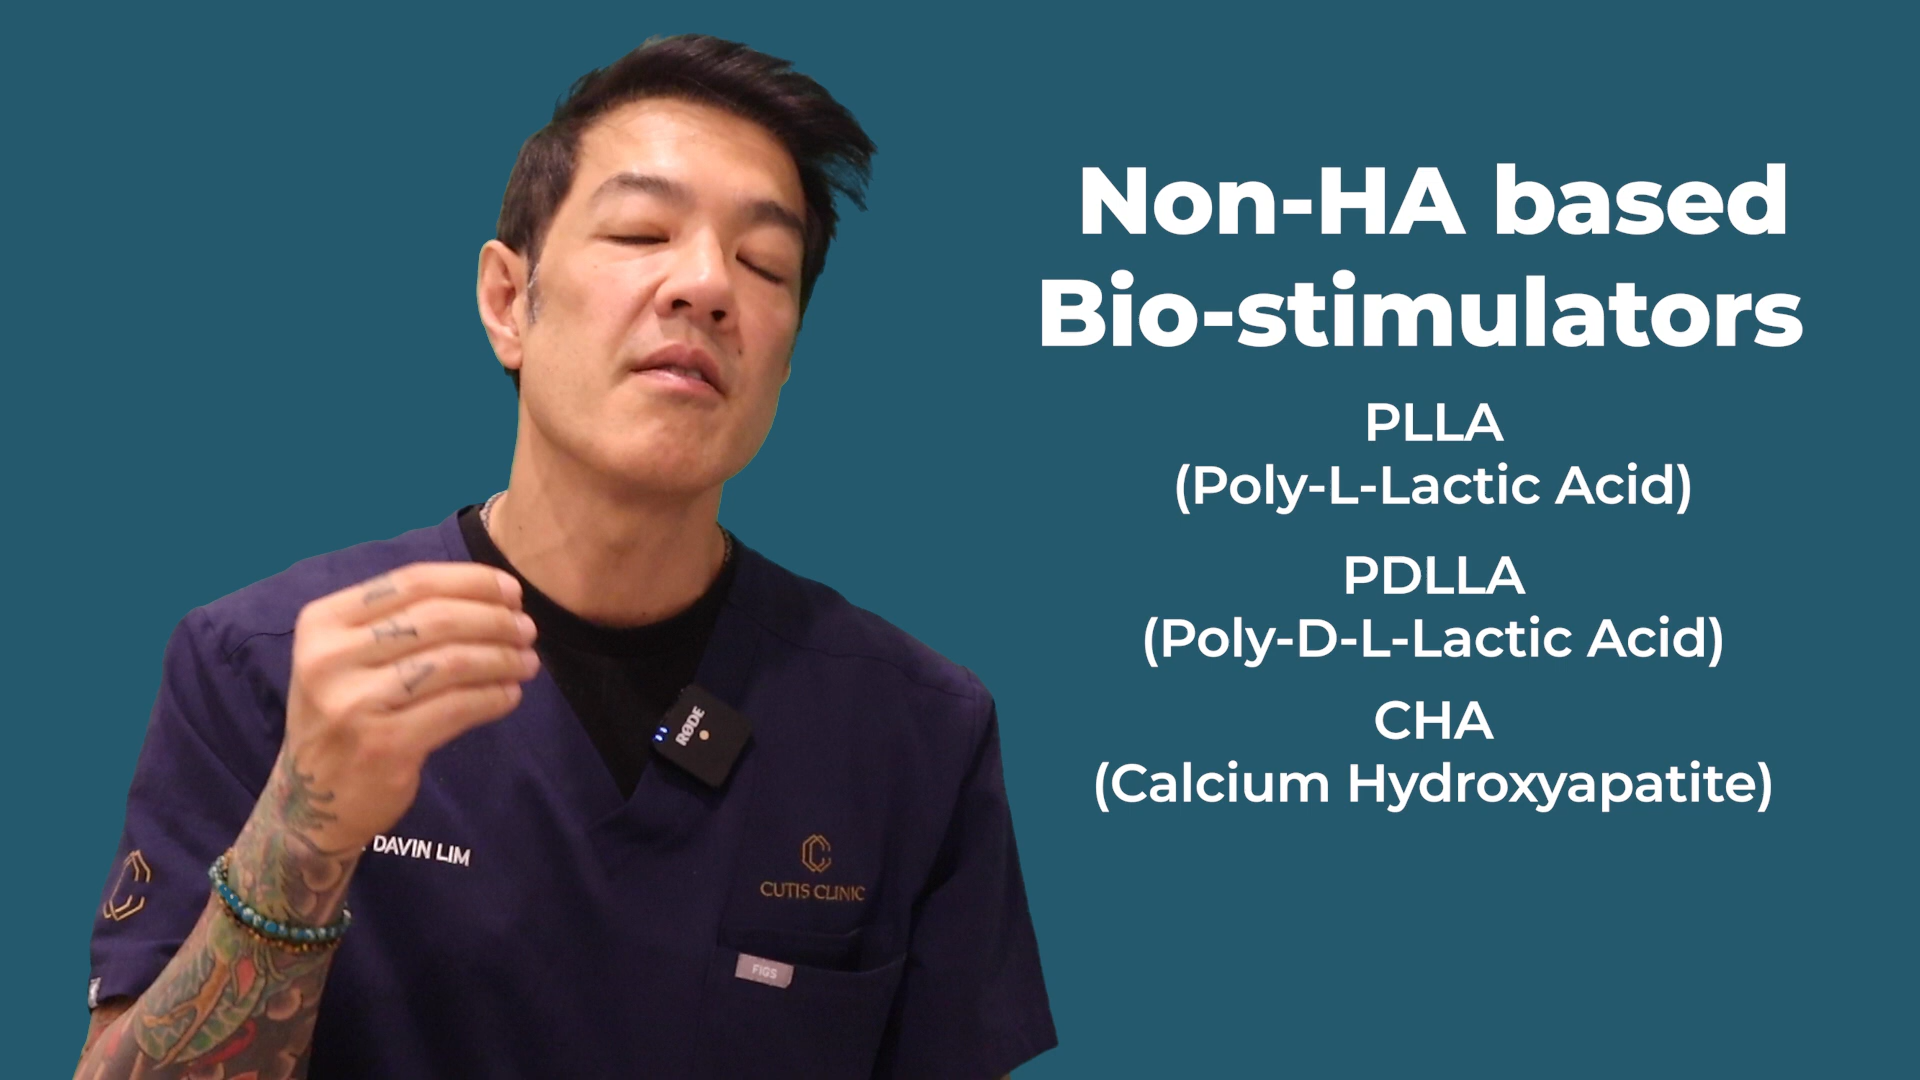 Non-HA based
Bio-stimulators
PLLA
(Poly-L-Lactic Acid)
PDLLA
(Poly-D-L-Lactic Acid)
CHA
(Calcium Hydroxyapatite)
RØDE
DAVIN LIM
CUTIS CLINIC
FIGS